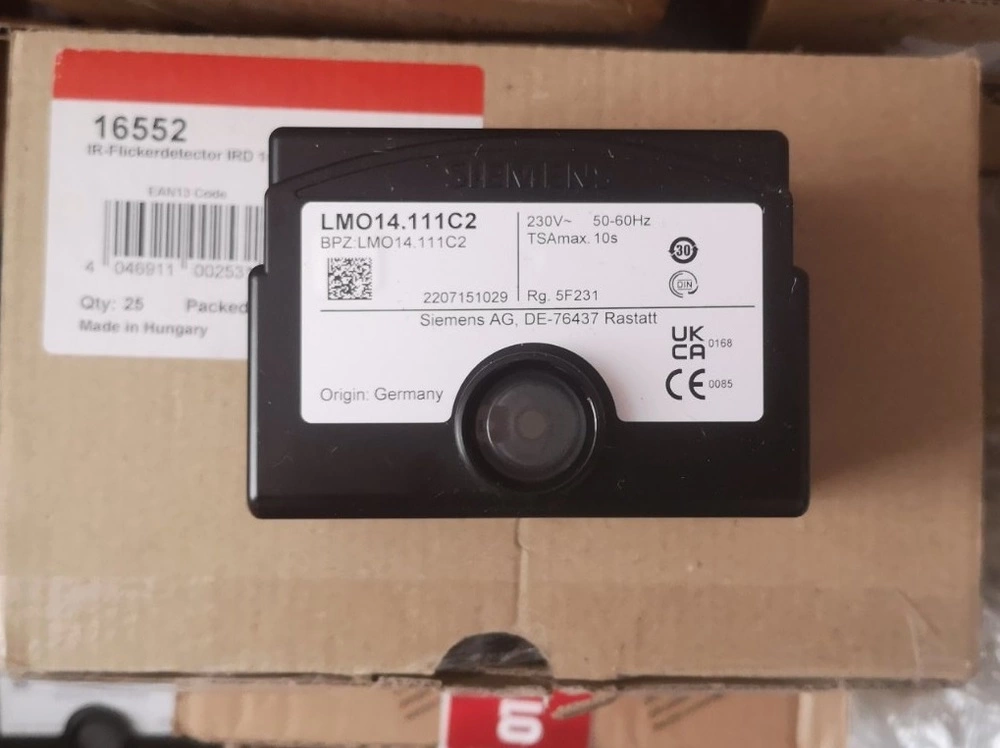 16552
IR-Flickerdetector IRD
EAN13 Code
4 046911 00253
Qty: 25 Packed
Made in Hungary
SIEMENS
LMO14.111C2
BPZ:LMO14.111C2
2207151029
230V~ 50-60Hz
TSAmax. 10s
30
DIN
Rg. 5F231
Siemens AG, DE-76437 Rastatt
UK
CA 0168
CE 0085
Origin: Germany